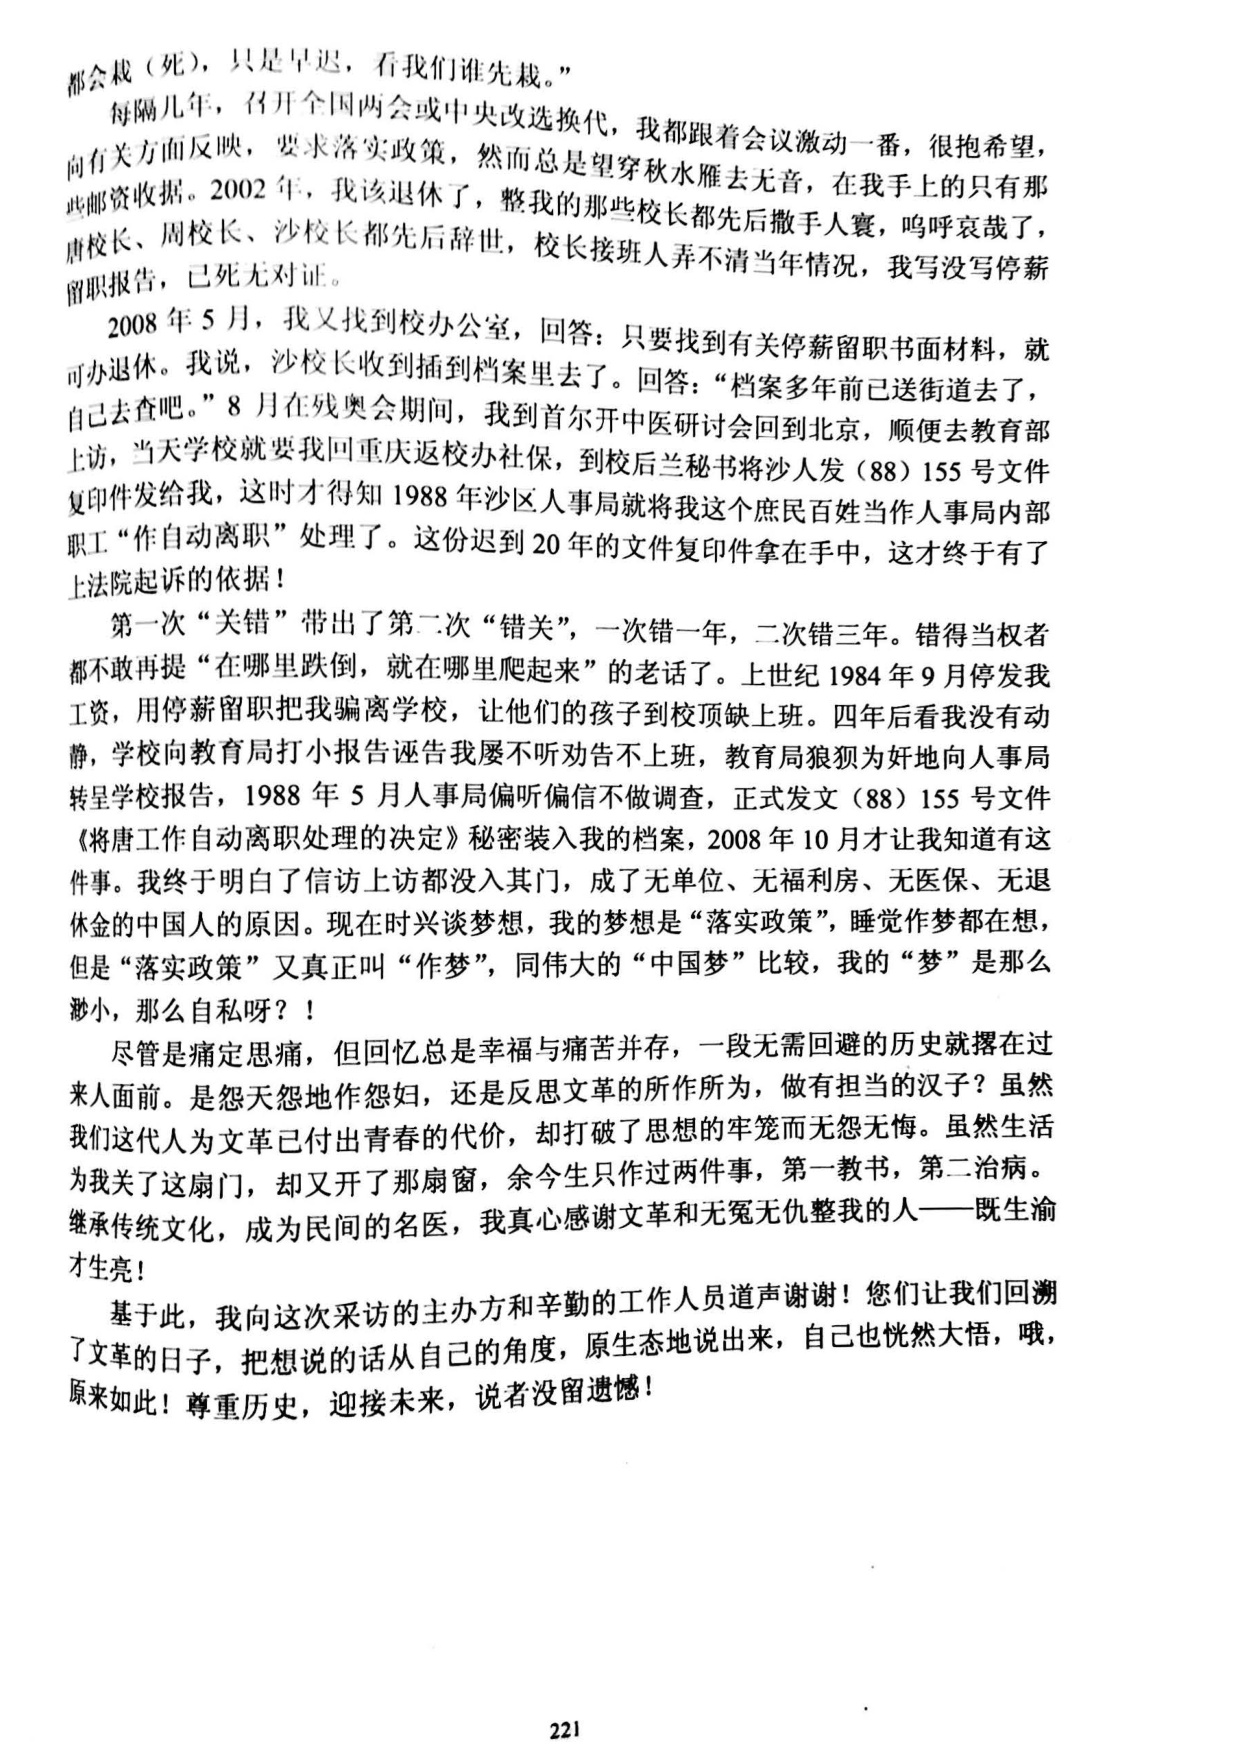 都会栽（死），只是早迟，看我们谁先栽。”
每隔几年，召开全国两会或中央改选换代，我都跟着会议激动一番，很抱希望，
向有关方面反映，要求落实政策，然而总是望穿秋水雁去无音，在我手上的只有那
些邮资收据。2002 年，我该退休了，整我的那些校长都先后撒手人寰，呜呼哀哉了，
唐校长、周校长、沙校长都先后辞世，校长接班人弄不清当年情况，我写没写停薪
留职报告，已死无对证。
2008 年 5 月，我又找到校办公室，回答：只要找到有关停薪留职书面材料，就
可办退休。我说，沙校长收到插到档案里去了。回答：“档案多年前已送街道去了，
自己去查吧。”8 月在残奥会期间，我到首尔开中医研讨会回到北京，顺便去教育部
上访，当天学校就要我回重庆返校办社保，到校后兰秘书将沙人发（88）155 号文件
复印件发给我，这时才得知 1988 年沙区人事局就将我这个庶民百姓当作人事局内部
职工“作自动离职”处理了。这份迟到 20 年的文件复印件拿在手中，这才终于有了
上法院起诉的依据！
第一次“关错”带出了第二次“错关”，一次错一年，二次错三年。错得当权者
都不敢再提“在哪里跌倒，就在哪里爬起来”的老话了。上世纪 1984 年 9 月停发我
工资，用停薪留职把我骗离学校，让他们的孩子到校顶缺上班。四年后看我没有动
静，学校向教育局打小报告诬告我屡不听劝告不上班，教育局狼狈为奸地向人事局
转呈学校报告，1988 年 5 月人事局偏听偏信不做调查，正式发文（88）155 号文件
《将唐工作自动离职处理的决定》秘密装入我的档案，2008 年 10 月才让我知道有这
件事。我终于明白了信访上访都没入其门，成了无单位、无福利房、无医保、无退
休金的中国人的原因。现在时兴谈梦想，我的梦想是“落实政策”，睡觉作梦都在想，
但是“落实政策”又真正叫“作梦”，同伟大的“中国梦”比较，我的“梦”是那么
渺小，那么自私呀？！
尽管是痛定思痛，但回忆总是幸福与痛苦并存，一段无需回避的历史就撂在过
来人面前。是怨天怨地作怨妇，还是反思文革的所作所为，做有担当的汉子？虽然
我们这代人为文革已付出青春的代价，却打破了思想的牢笼而无怨无悔。虽然生活
为我关了这扇门，却又开了那扇窗，余今生只作过两件事，第一教书，第二治病。
继承传统文化，成为民间的名医，我真心感谢文革和无冤无仇整我的人——既生渝
才生亮！
基于此，我向这次采访的主办方和辛勤的工作人员道声谢谢！您们让我们回溯
了文革的日子，把想说的话从自己的角度，原生态地说出来，自己也恍然大悟，哦，
原来如此！尊重历史，迎接未来，说者没留遗憾！
221